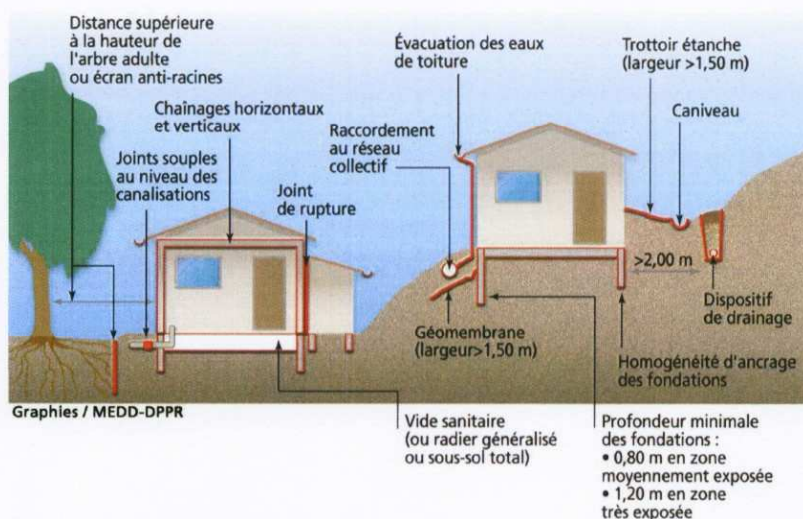 Distance supérieure
à la hauteur de
l'arbre adulte
ou écran anti-racines
Chaînages horizontaux
et verticaux
Joints souples
au niveau des
canalisations
Joint
de rupture
Évacuation des eaux
de toiture
Raccordement
au réseau
collectif
Trottoir étanche
(largeur >1,50 m)
Caniveau
>2,00 m
Dispositif
de drainage
Géomembrane
(largeur>1,50 m)
Homogénéité d'ancrage
des fondations
Graphies / MEDD-DPPR
Vide sanitaire
(ou radier généralisé
ou sous-sol total)
Profondeur minimale
des fondations :
• 0,80 m en zone
moyennement exposée
• 1,20 m en zone
très exposée